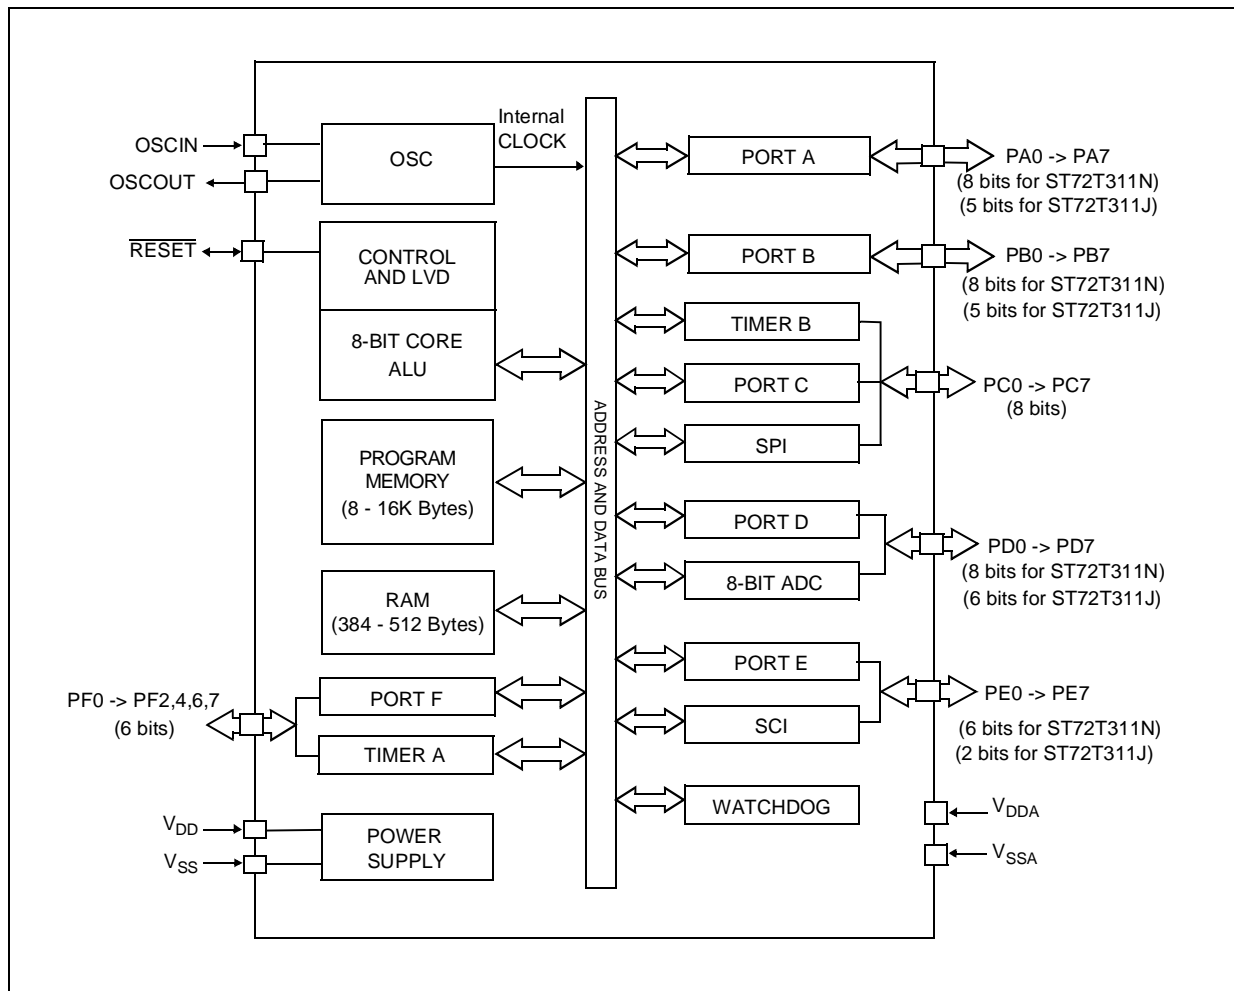 OSCIN
OSCOUT
RESET
OSC
Internal
CLOCK
CONTROL
AND LVD
8-BIT CORE
ALU
PROGRAM
MEMORY
(8 - 16K Bytes)
RAM
(384 - 512 Bytes)
PF0 -> PF2,4,6,7
(6 bits)
PORT F
TIMER A
VDD
VSS
POWER
SUPPLY
ADDRESS AND DATA BUS
PORT A
PA0 -> PA7
(8 bits for ST72T311N)
(5 bits for ST72T311J)
PORT B
PB0 -> PB7
(8 bits for ST72T311N)
(5 bits for ST72T311J)
TIMER B
PORT C
SPI
PC0 -> PC7
(8 bits)
PORT D
8-BIT ADC
PD0 -> PD7
(8 bits for ST72T311N)
(6 bits for ST72T311J)
PORT E
SCI
PE0 -> PE7
(6 bits for ST72T311N)
(2 bits for ST72T311J)
WATCHDOG
VDDA
VSSA